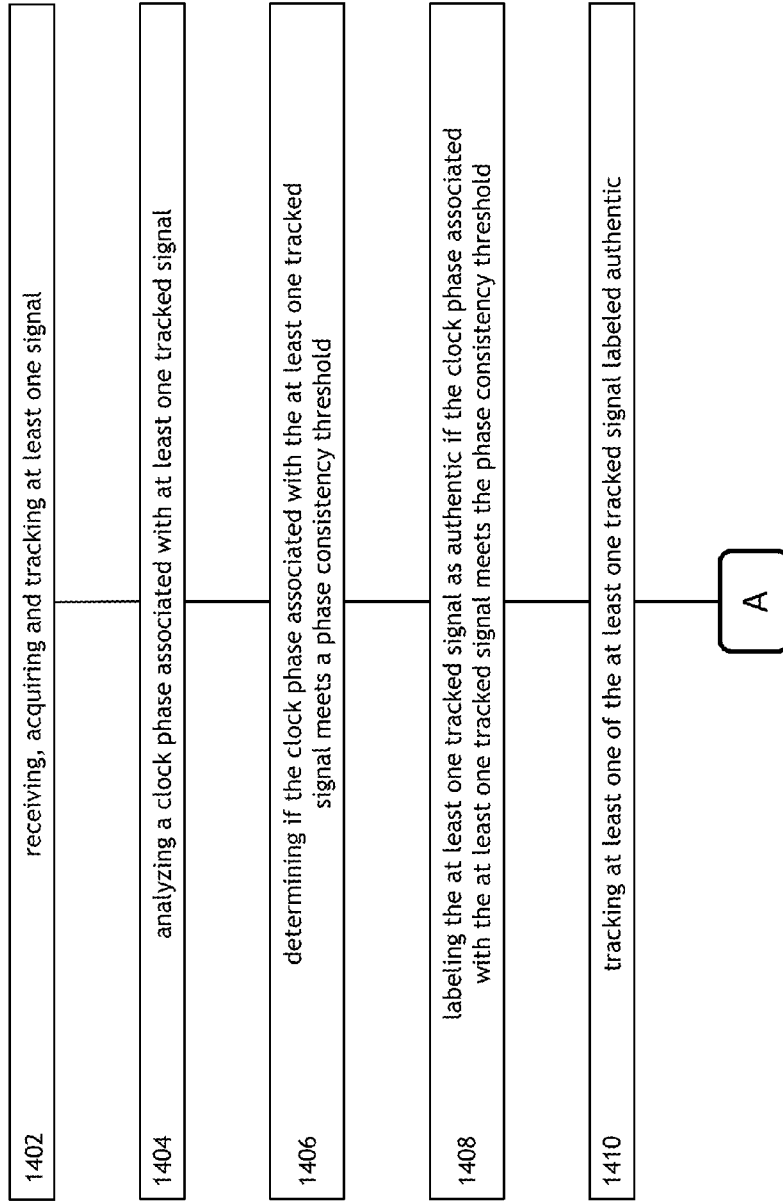 1402
receiving, acquiring and tracking at least one signal
1404
analyzing a clock phase associated with at least one tracked signal
1406
determining if the clock phase associated with the at least one tracked
signal meets a phase consistency threshold
1408
labeling the at least one tracked signal as authentic if the clock phase associated
with the at least one tracked signal meets the phase consistency threshold
1410
tracking at least one of the at least one tracked signal labeled authentic
A